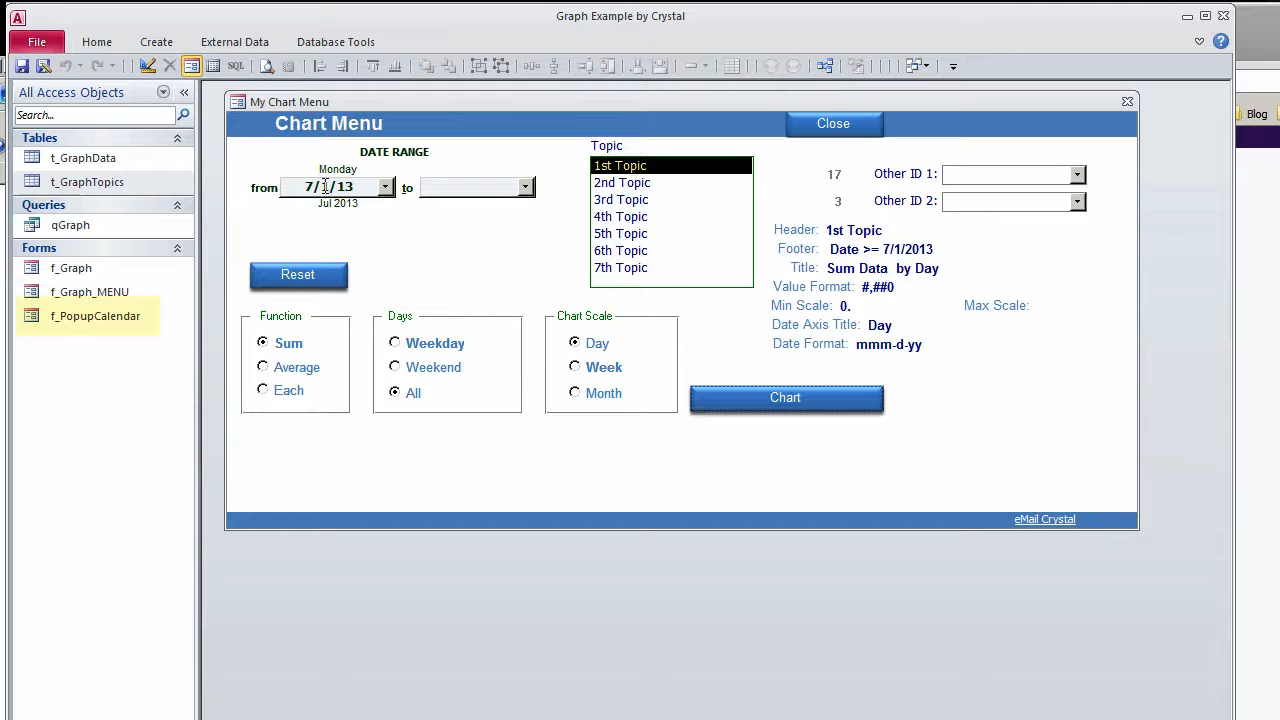 Graph Example by Crystal
File Home Create External Data Database Tools
SQL
All Access Objects
Search...
Tables
t_GraphData
t_GraphTopics
Queries
qGraph
Forms
f_Graph
f_Graph_MENU
f_PopupCalendar
My Chart Menu
Chart Menu
Close
DATE RANGE
Monday
from 7/ /13 to
Jul 2013
Reset
Topic
1st Topic
2nd Topic
3rd Topic
4th Topic
5th Topic
6th Topic
7th Topic
17 Other ID 1:
3 Other ID 2:
Header: 1st Topic
Footer: Date >= 7/1/2013
Title: Sum Data by Day
Value Format: #,##0
Min Scale: 0. Max Scale:
Date Axis Title: Day
Date Format: mmm-d-yy
Function
Sum
Average
Each
Days
Weekday
Weekend
All
Chart Scale
Day
Week
Month
Chart
eMail Crystal
Blog